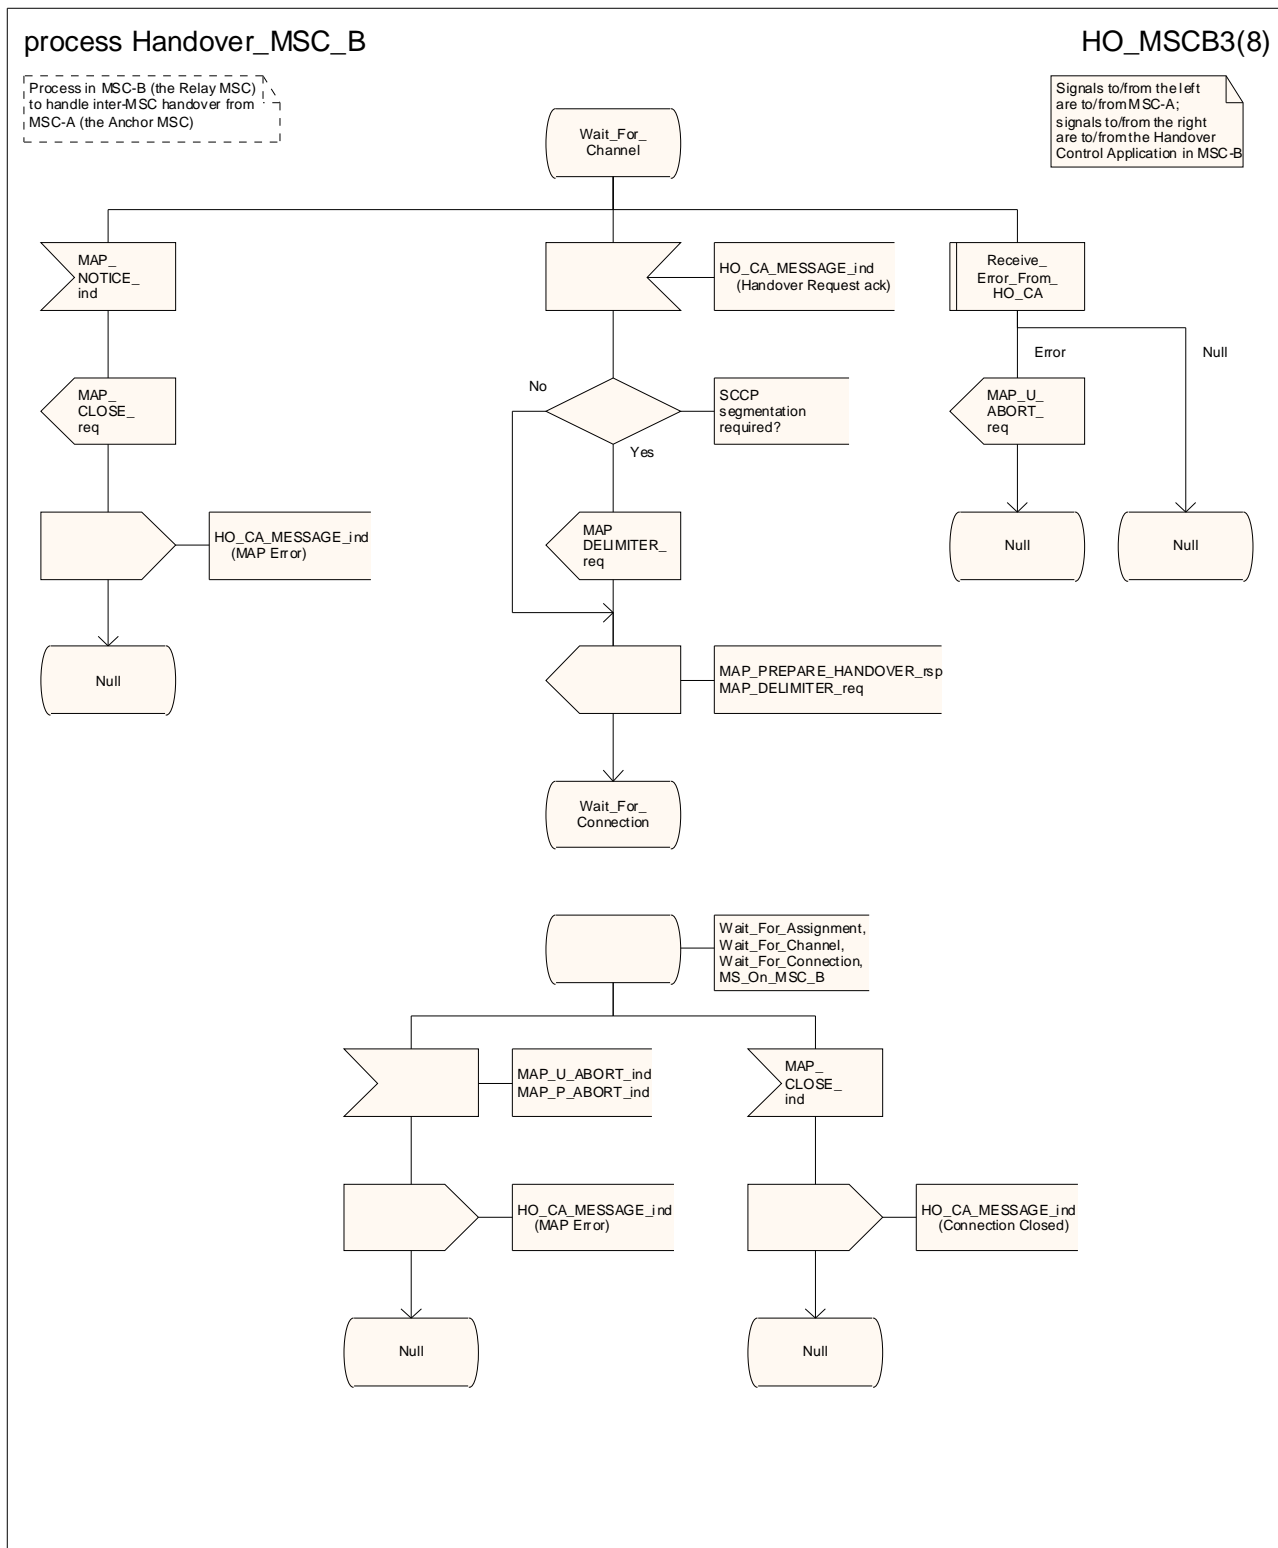 process Handover_MSC_B
HO_MSCB3(8)
Process in MSC-B (the Relay MSC)
to handle inter-MSC handover from
MSC-A (the Anchor MSC)
Signals to/from the left
are to/from MSC-A;
signals to/from the right
are to/from the Handover
Control Application in MSC-B
Wait_For_
Channel
MAP_
NOTICE_
ind
HO_CA_MESSAGE_ind
(Handover Request ack)
Receive_
Error_From_
HO_CA
Error
Null
No
MAP_
CLOSE_
req
SCCP
segmentation
required?
MAP_U_
ABORT_
req
Yes
HO_CA_MESSAGE_ind
(MAP Error)
MAP
DELIMITER_
req
Null
Null
Null
MAP_PREPARE_HANDOVER_rsp
MAP_DELIMITER_req
Wait_For_
Connection
Wait_For_Assignment,
Wait_For_Channel,
Wait_For_Connection,
MS_On_MSC_B
MAP_U_ABORT_ind
MAP_P_ABORT_ind
MAP_
CLOSE_
ind
HO_CA_MESSAGE_ind
(MAP Error)
HO_CA_MESSAGE_ind
(Connection Closed)
Null
Null